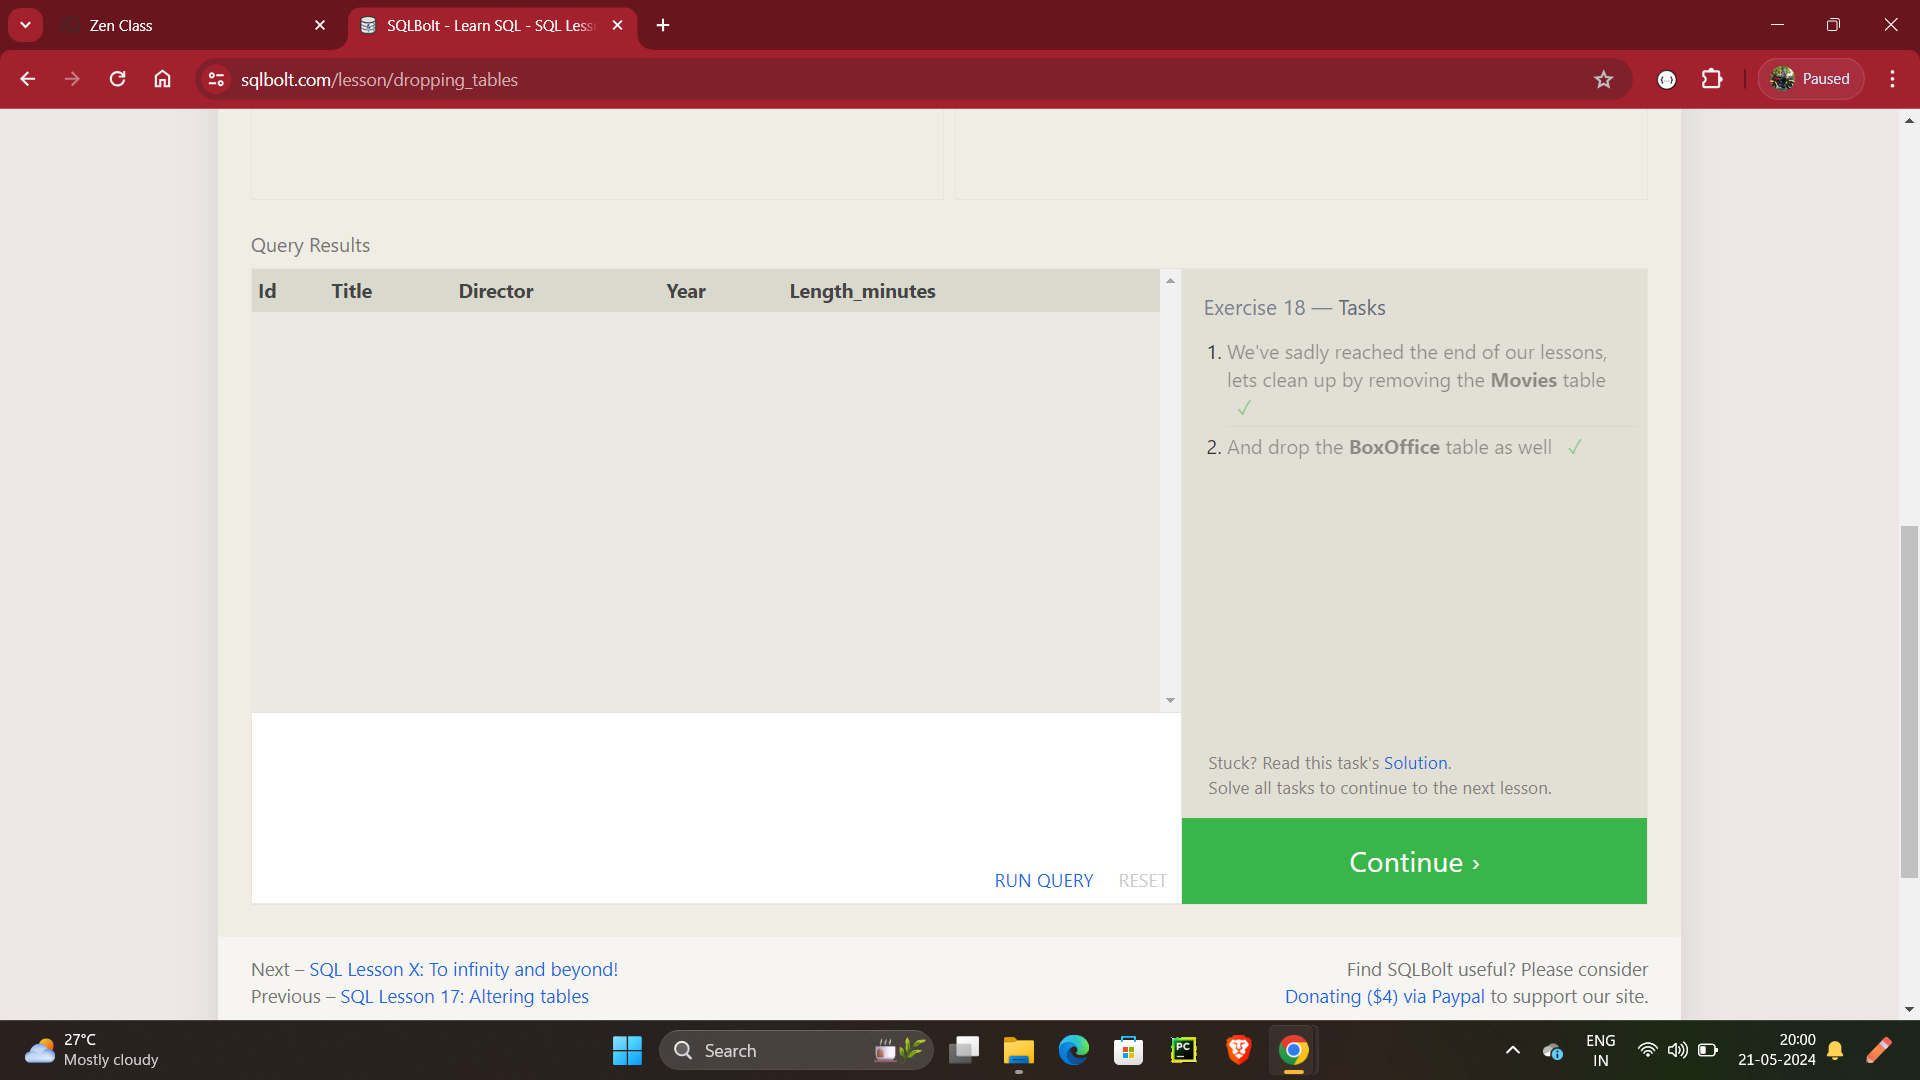 Zen Class
SQLBolt - Learn SQL - SQL Less
sqlbolt.com/lesson/dropping_tables
Paused
Query Results
Id Title Director Year Length_minutes
Exercise 18 — Tasks
1. We've sadly reached the end of our lessons,
lets clean up by removing the Movies table
✓
2. And drop the BoxOffice table as well ✓
Stuck? Read this task's Solution.
Solve all tasks to continue to the next lesson.
RUN QUERY RESET
Continue ›
Next – SQL Lesson X: To infinity and beyond!
Previous – SQL Lesson 17: Altering tables
Find SQLBolt useful? Please consider
Donating ($4) via Paypal to support our site.
27°C
Mostly cloudy
Search
PC
ENG
IN
20:00
21-05-2024